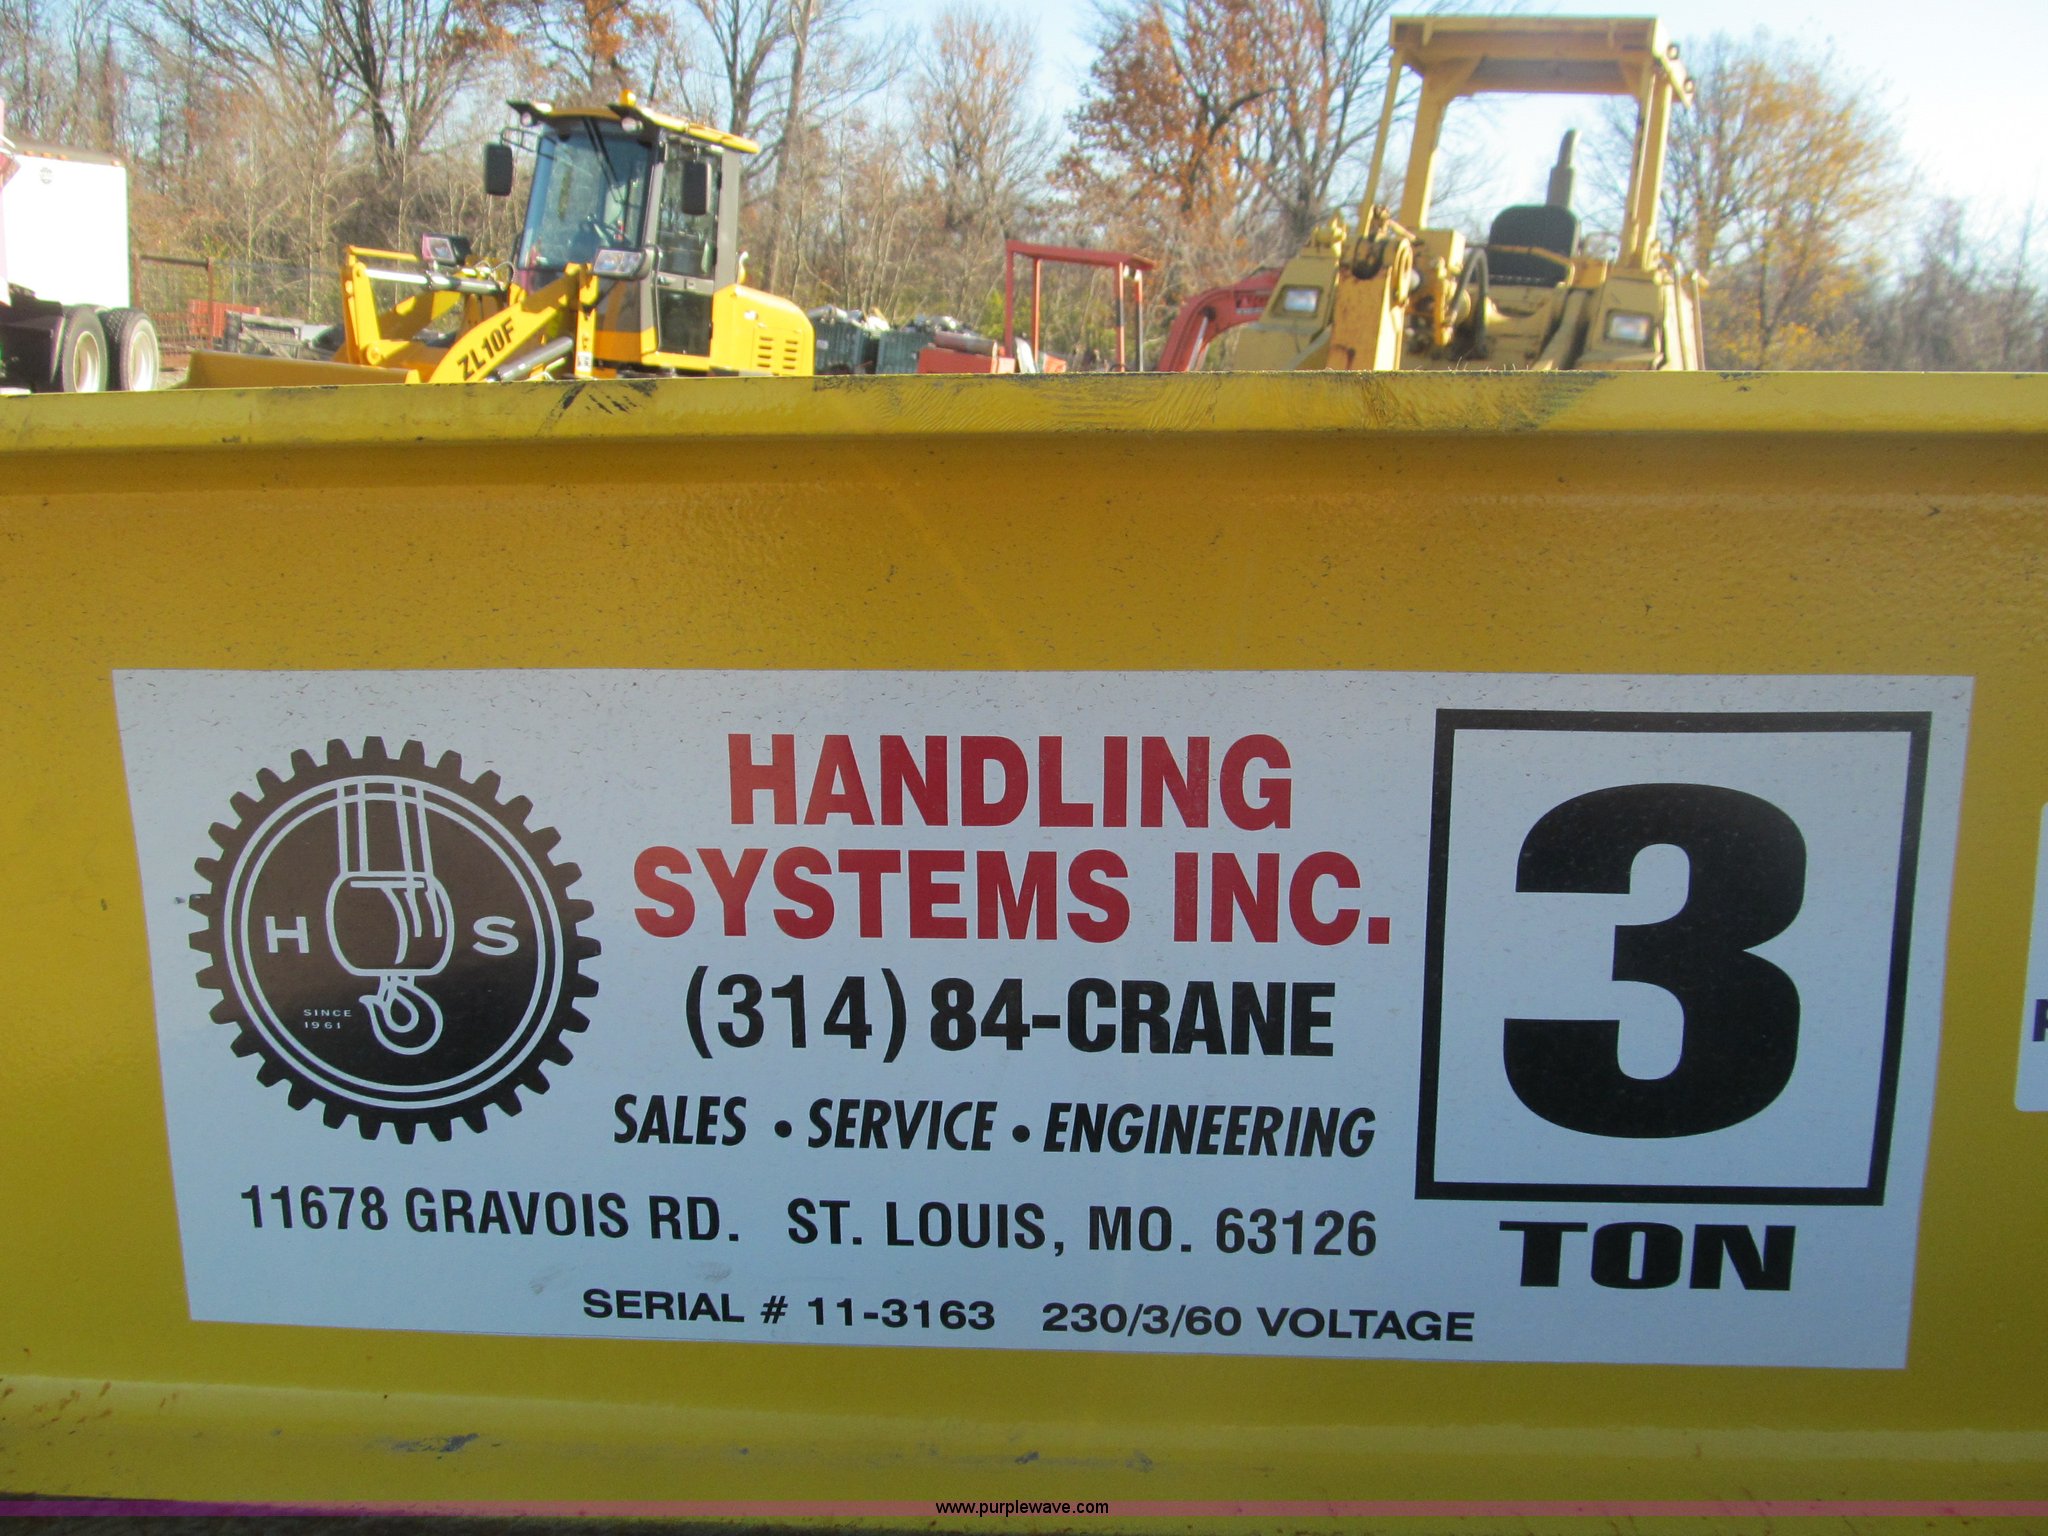 ZL10F
HANDLING
SYSTEMS INC.
(314) 84-CRANE
SALES • SERVICE • ENGINEERING
11678 GRAVOIS RD. ST. LOUIS, MO. 63126
SERIAL # 11-3163 230/3/60 VOLTAGE
H S
SINCE
1961
3
TON
www.purplewave.com